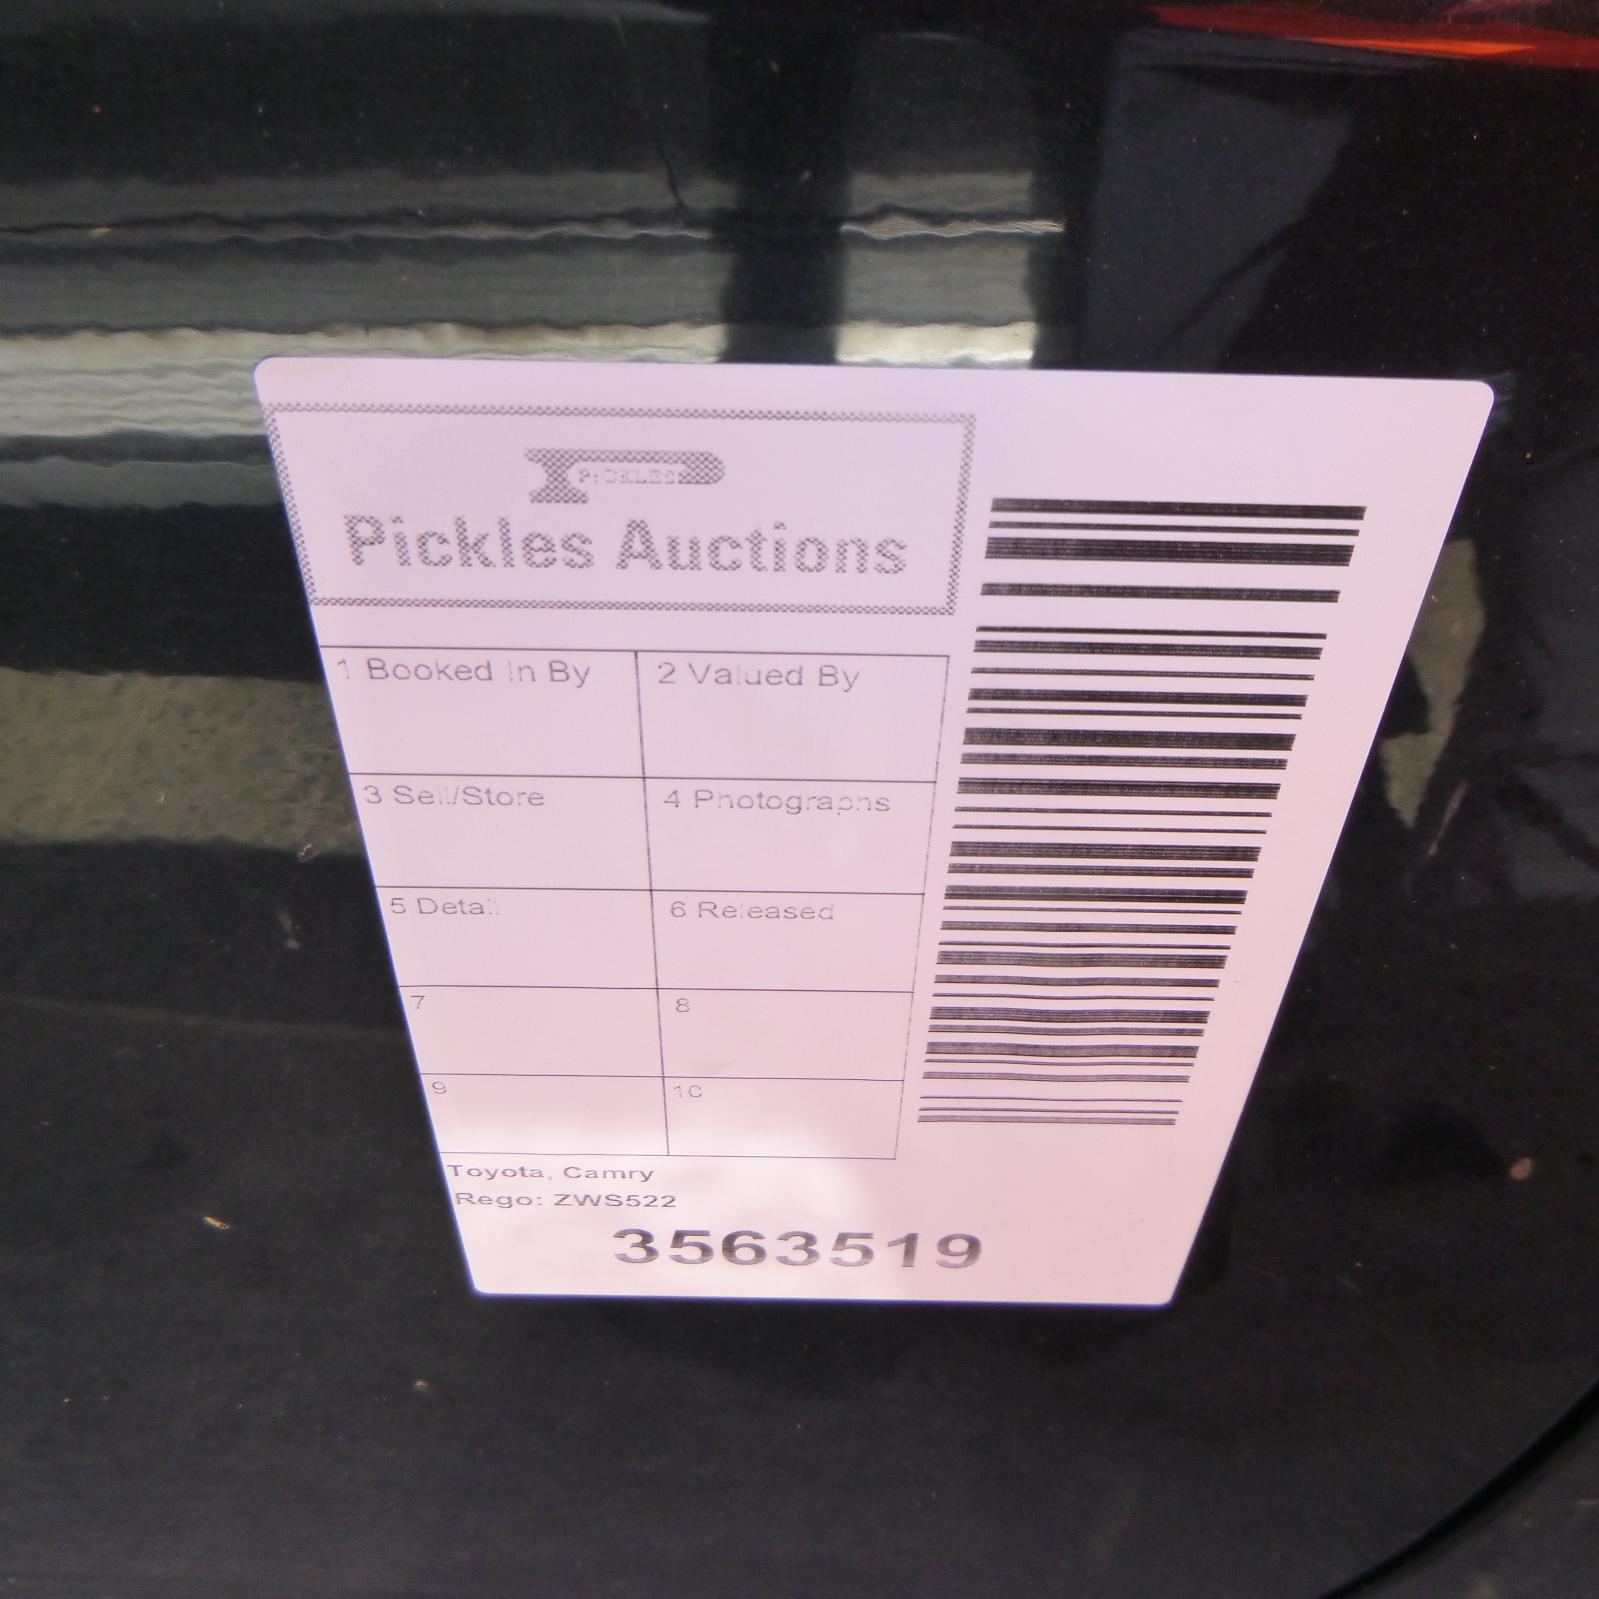 PICKLES
Pickles Auctions
1 Booked In By
2 Valued By
3 Sell/Store
4 Photographs
5 Detail
6 Released
7
8
9
10
Toyota, Camry
Rego: ZWS522
3563519